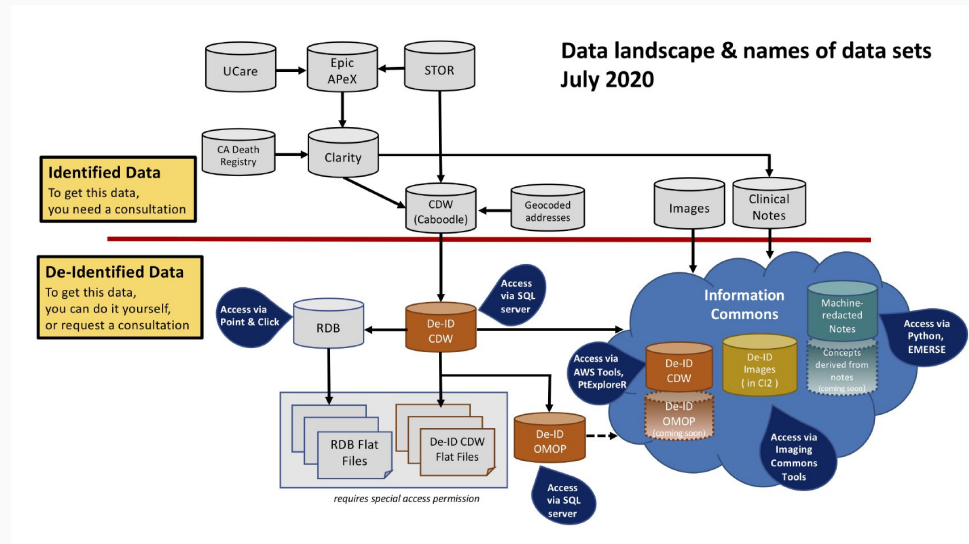 Data landscape & names of data sets
July 2020
UCare
Epic
APeX
STOR
CA Death
Registry
Clarity
Identified Data
To get this data,
you need a consultation
CDW
(Caboodle)
Geocoded
addresses
Images
Clinical
Notes
De-Identified Data
To get this data,
you can do it yourself,
or request a consultation
Access via
Point & Click
RDB
De-ID
CDW
Access
via SQL
server
Information
Commons
Machine-
redacted
Notes
Access via
Python,
EMERSE
Concepts
derived from
notes
(coming soon)
Access via
AWS Tools,
PtExploreR
De-ID
CDW
De-ID
Images
( in CI2 )
De-ID
OMOP
(coming soon)
Access via
Imaging
Commons
Tools
RDB Flat
Files
De-ID CDW
Flat Files
requires special access permission
De-ID
OMOP
Access
via SQL
server